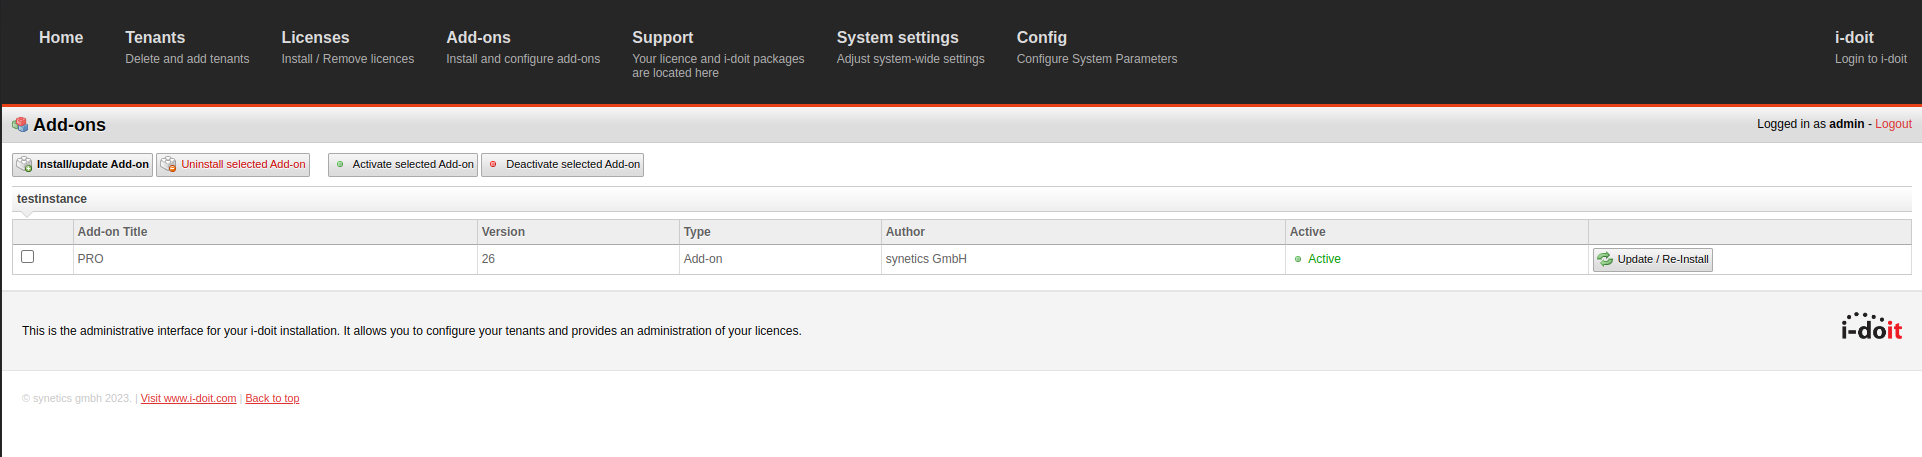 Home
Tenants
Delete and add tenants
Licenses
Install / Remove licences
Add-ons
Install and configure add-ons
Support
Your licence and i-doit packages
are located here
System settings
Adjust system-wide settings
Config
Configure System Parameters
i-doit
Login to i-doit
Add-ons
Logged in as admin - Logout
Install/update Add-on Uninstall selected Add-on Activate selected Add-on Deactivate selected Add-on
testinstance
Add-on Title Version Type Author Active
PRO 26 Add-on synetics GmbH Active Update / Re-Install
This is the administrative interface for your i-doit installation. It allows you to configure your tenants and provides an administration of your licences.
i-doit
© synetics gmbh 2023. | Visit www.i-doit.com | Back to top